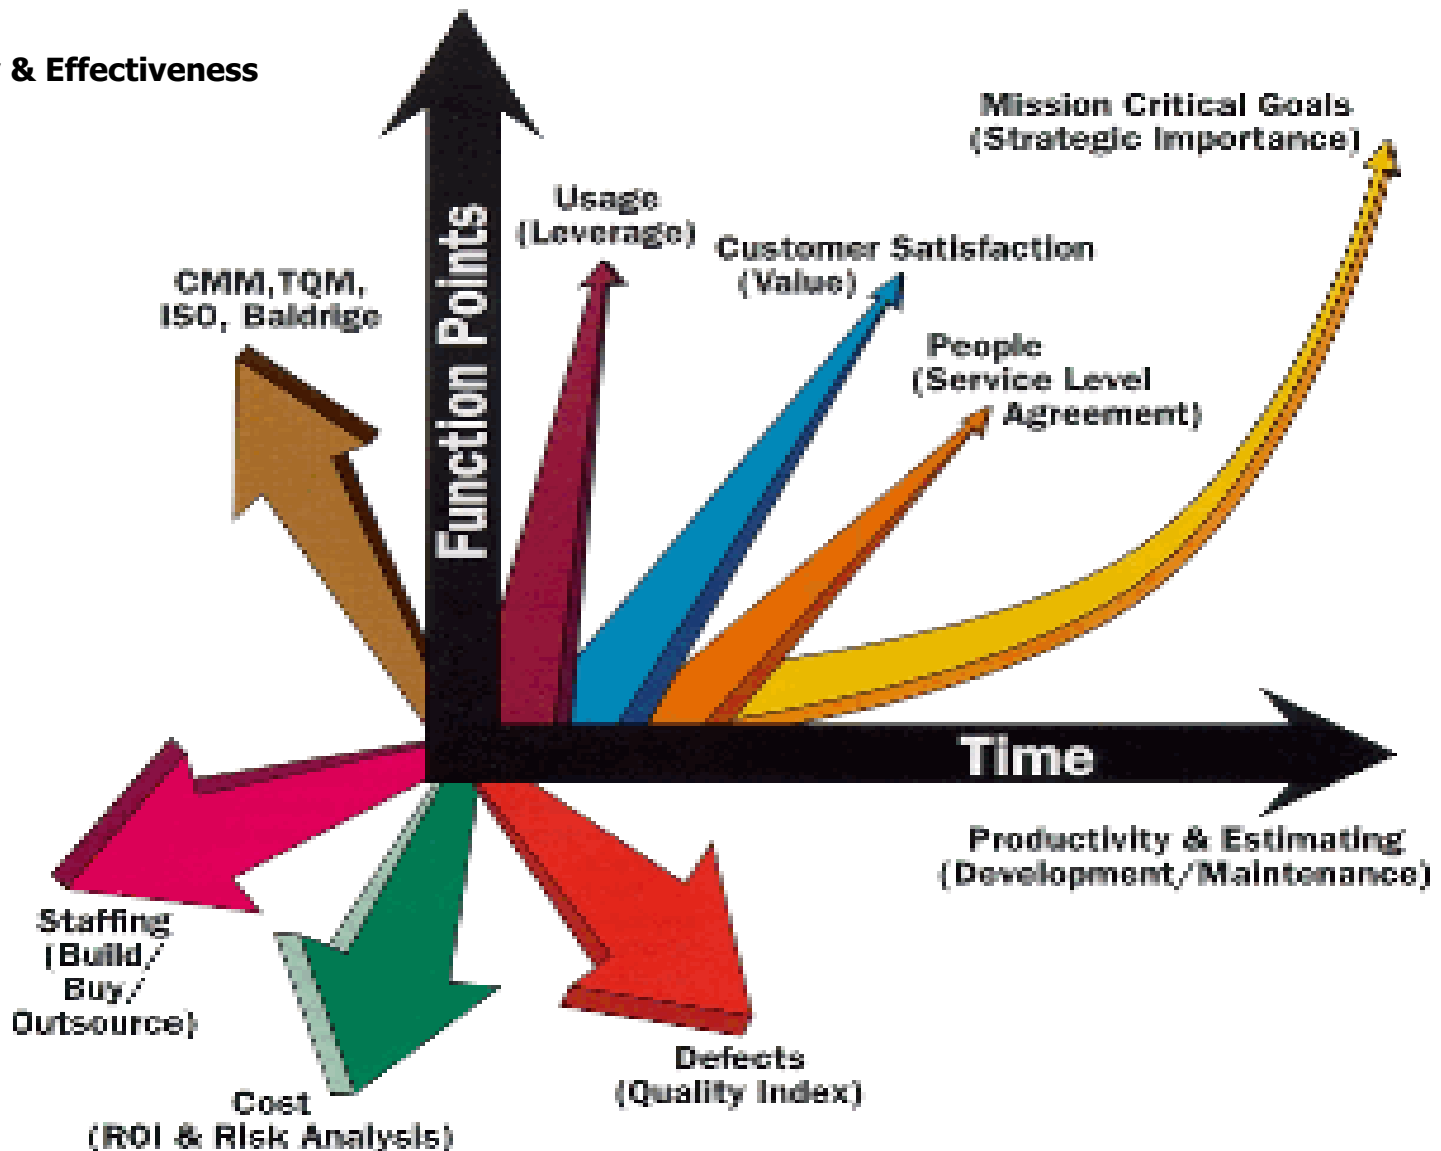 & Effectiveness
Mission Critical Goals
(Strategic Importance)
Usage
(Leverage)
Customer Satisfaction
(Value)
CMM,TQM,
ISO, Baldrige
People
(Service Level
Agreement)
Function Points
Time
Productivity & Estimating
(Development/Maintenance)
Staffing
(Build/
Buy/
Outsource)
Defects
(Quality Index)
Cost
(ROI & Risk Analysis)